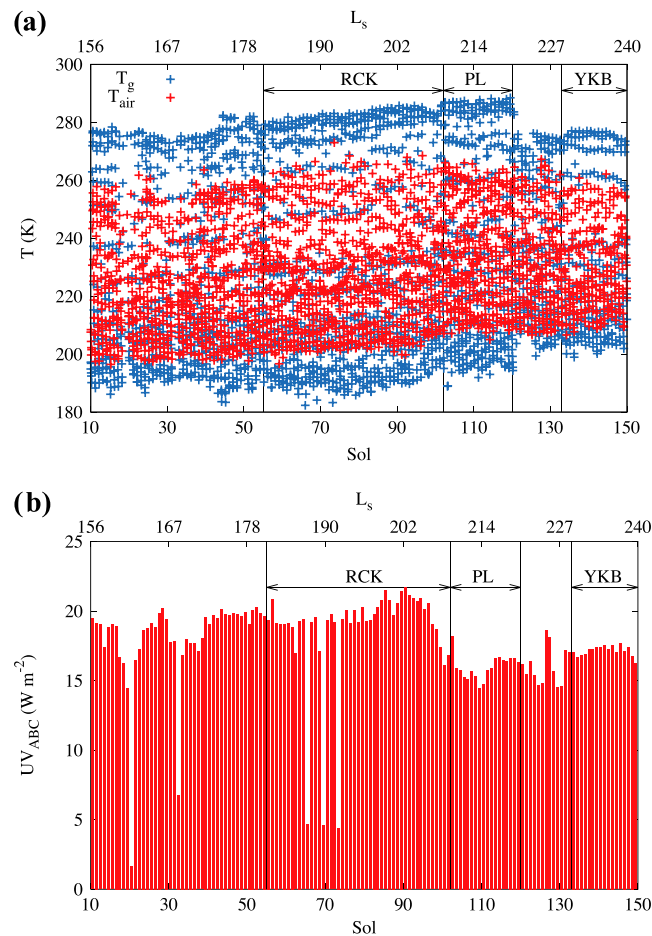 (a)
L_s
156 167 178 190 202 214 227 240
300
280
260
240
220
200
180
T (K)
T_g +
T_air +
RCK PL YKB
10 30 50 70 90 110 130 150
Sol
(b)
L_s
156 167 181 190 202 214 227 240
25
20
15
10
5
0
UV_ABC (W m⁻²)
RCK PL YKB
10 30 50 70 90 110 130 150
Sol